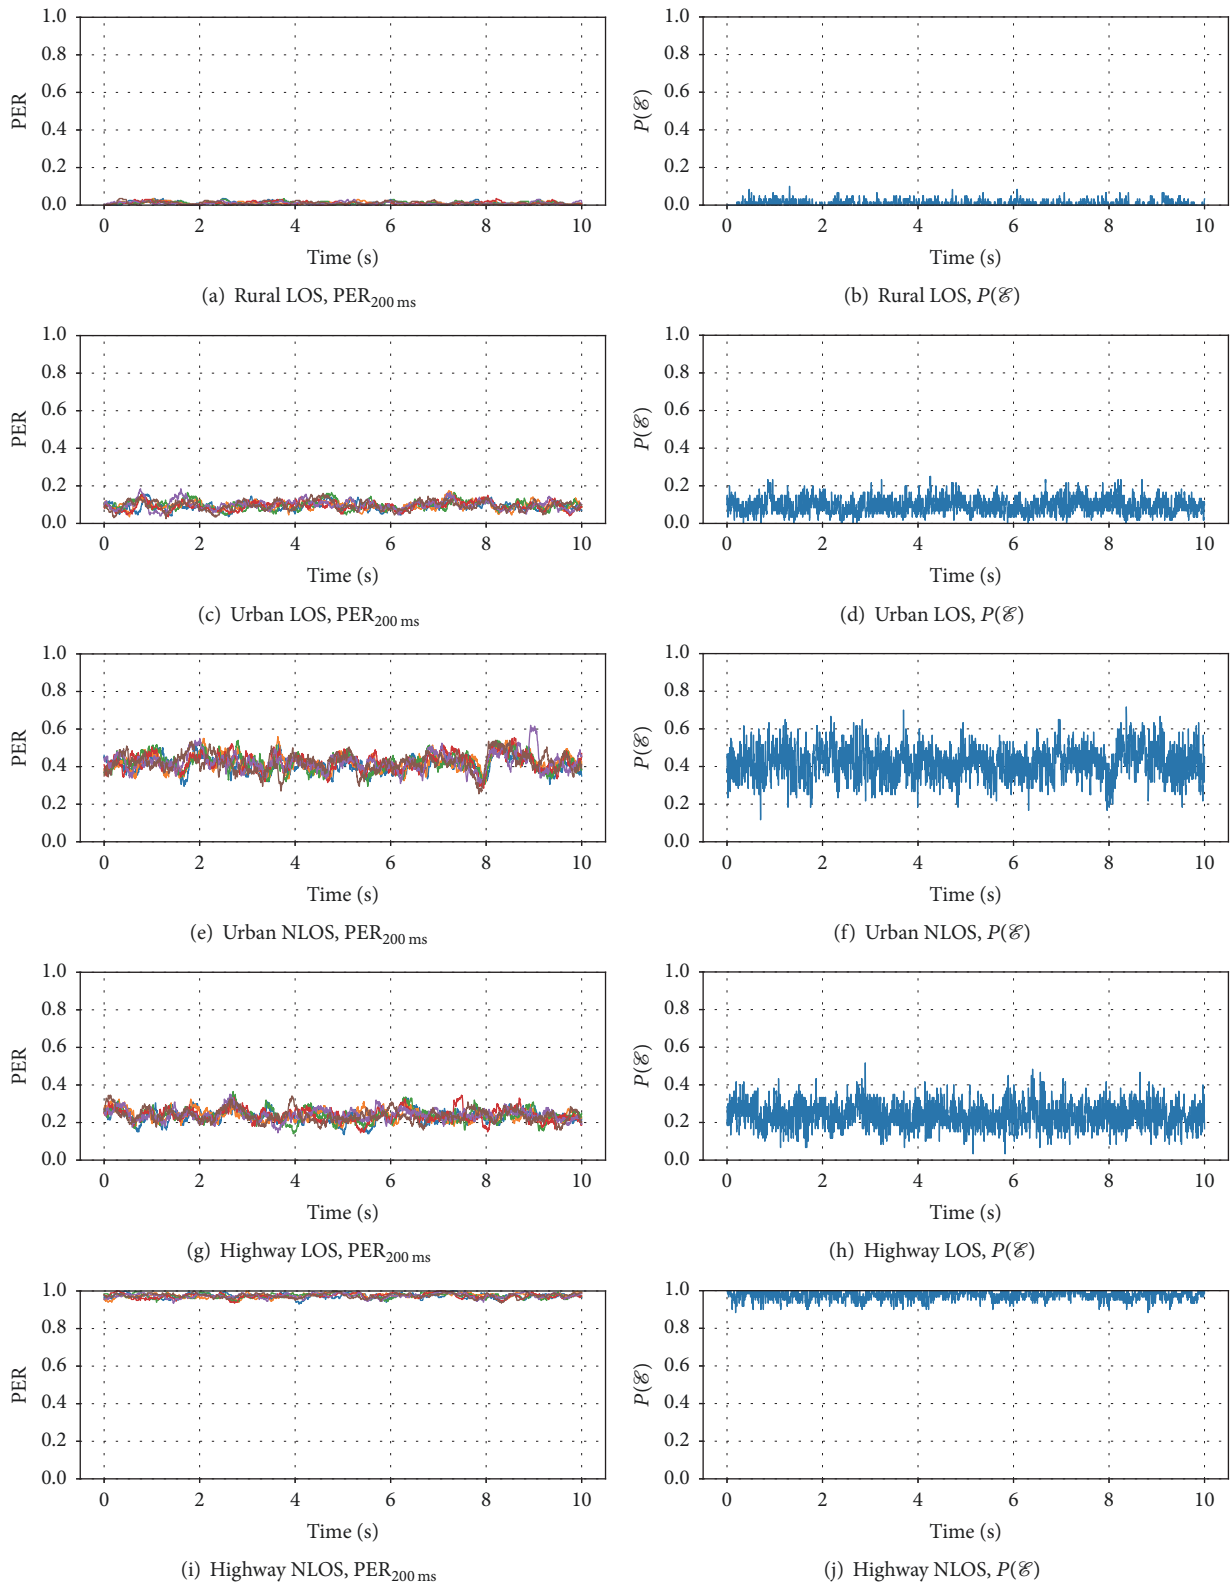 1.0
0.8
0.6
0.4
0.2
0.0
PER
0 2 4 6 8 10
Time (s)
(a) Rural LOS, PER200 ms
1.0
0.8
0.6
0.4
0.2
0.0
P(ℰ)
0 2 4 6 8 10
Time (s)
(b) Rural LOS, P(ℰ)
1.0
0.8
0.6
0.4
0.2
0.0
PER
0 2 4 6 8 10
Time (s)
(c) Urban LOS, PER200 ms
1.0
0.8
0.6
0.4
0.2
0.0
P(ℰ)
0 2 4 6 8 10
Time (s)
(d) Urban LOS, P(ℰ)
1.0
0.8
0.6
0.4
0.2
0.0
PER
0 2 4 6 8 10
Time (s)
(e) Urban NLOS, PER200 ms
1.0
0.8
0.6
0.4
0.2
0.0
P(ℰ)
0 2 4 6 8 10
Time (s)
(f) Urban NLOS, P(ℰ)
1.0
0.8
0.6
0.4
0.2
0.0
PER
0 2 4 6 8 10
Time (s)
(g) Highway LOS, PER200 ms
1.0
0.8
0.6
0.4
0.2
0.0
P(ℰ)
0 2 4 6 8 10
Time (s)
(h) Highway LOS, P(ℰ)
1.0
0.8
0.6
0.4
0.2
0.0
PER
0 2 4 6 8 10
Time (s)
(i) Highway NLOS, PER200 ms
1.0
0.8
0.6
0.4
0.2
0.0
P(ℰ)
0 2 4 6 8 10
Time (s)
(j) Highway NLOS, P(ℰ)